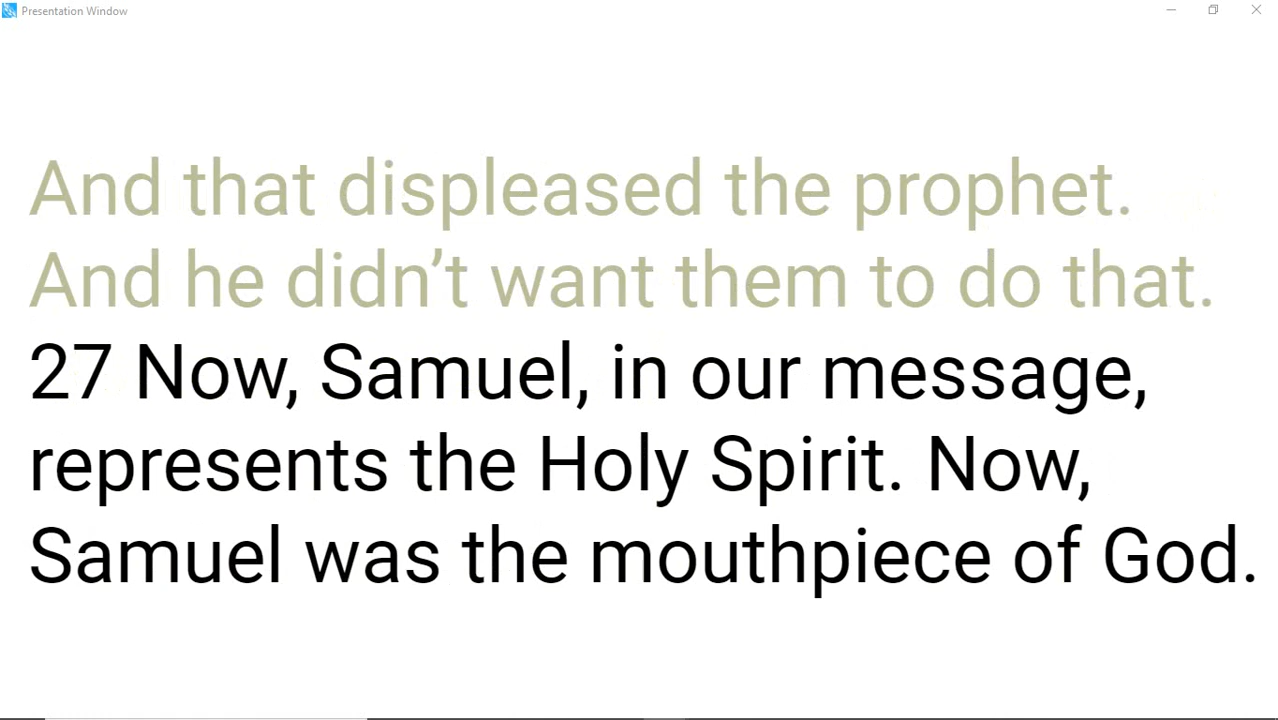 Presentation Window
And that displeased the prophet.
And he didn’t want them to do that.
27 Now, Samuel, in our message,
represents the Holy Spirit. Now,
Samuel was the mouthpiece of God.